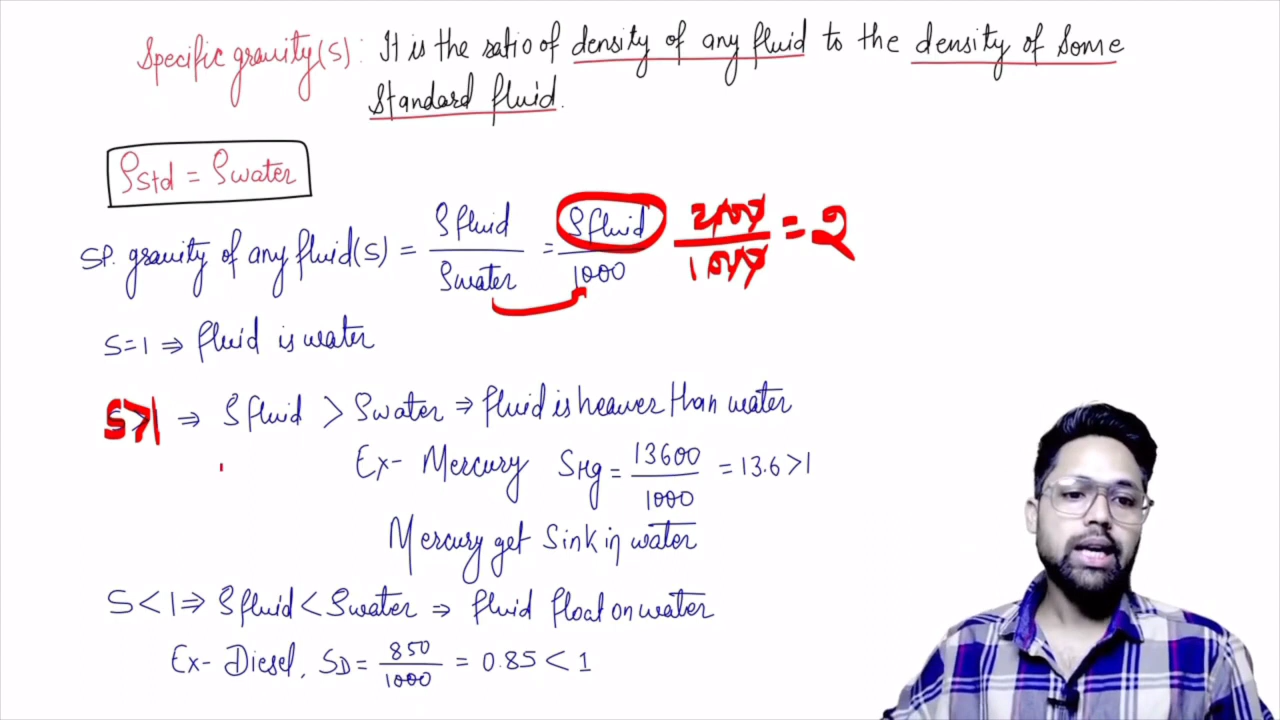 Specific gravity(S): It is the ratio of density of any fluid to the density of some
Standard fluid.
ρstd = ρwater
SP. gravity of any fluid(S) = ρfluid/ρwater = ρfluid/1000 2000/1000 = 2
S=1 ⇒ fluid is water
S>1 ⇒ ρfluid > ρwater ⇒ fluid is heavier than water
Ex- Mercury SHg = 13600/1000 = 13.6>1
Mercury get Sink in water
S<1 ⇒ ρfluid < ρwater ⇒ fluid float on water
Ex- Diesel, SD = 850/1000 = 0.85 < 1